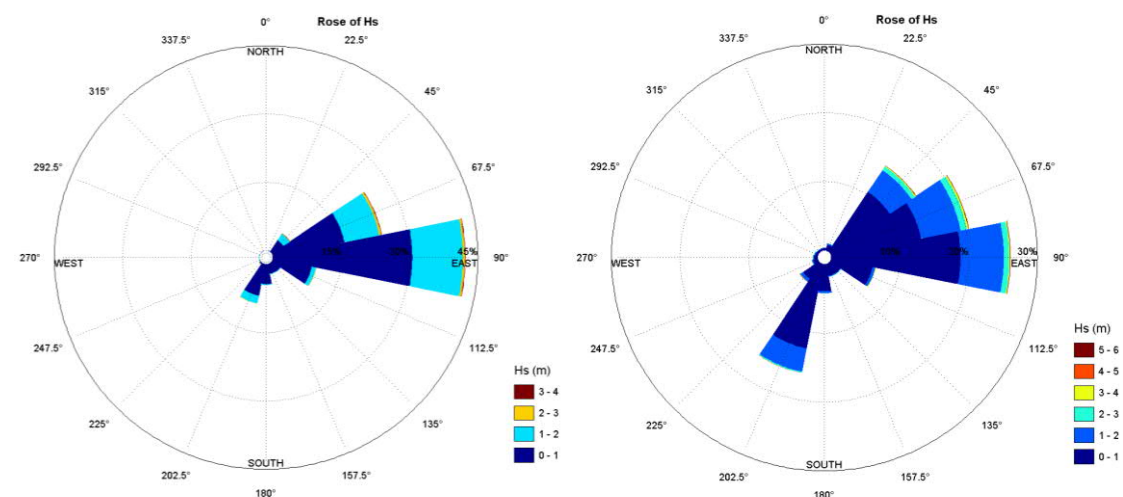 Rose of Hs
0°
NORTH
22.5°
45°
67.5°
90°
EAST
45%
112.5°
135°
157.5°
180°
SOUTH
202.5°
225°
247.5°
270°
WEST
292.5°
315°
337.5°
Hs (m)
3 - 4
2 - 3
1 - 2
0 - 1
Rose of Hs
0°
NORTH
22.5°
45°
67.5°
90°
EAST
30%
112.5°
135°
157.5°
180°
SOUTH
202.5°
225°
247.5°
270°
WEST
292.5°
315°
337.5°
Hs (m)
5 - 6
4 - 5
3 - 4
2 - 3
1 - 2
0 - 1